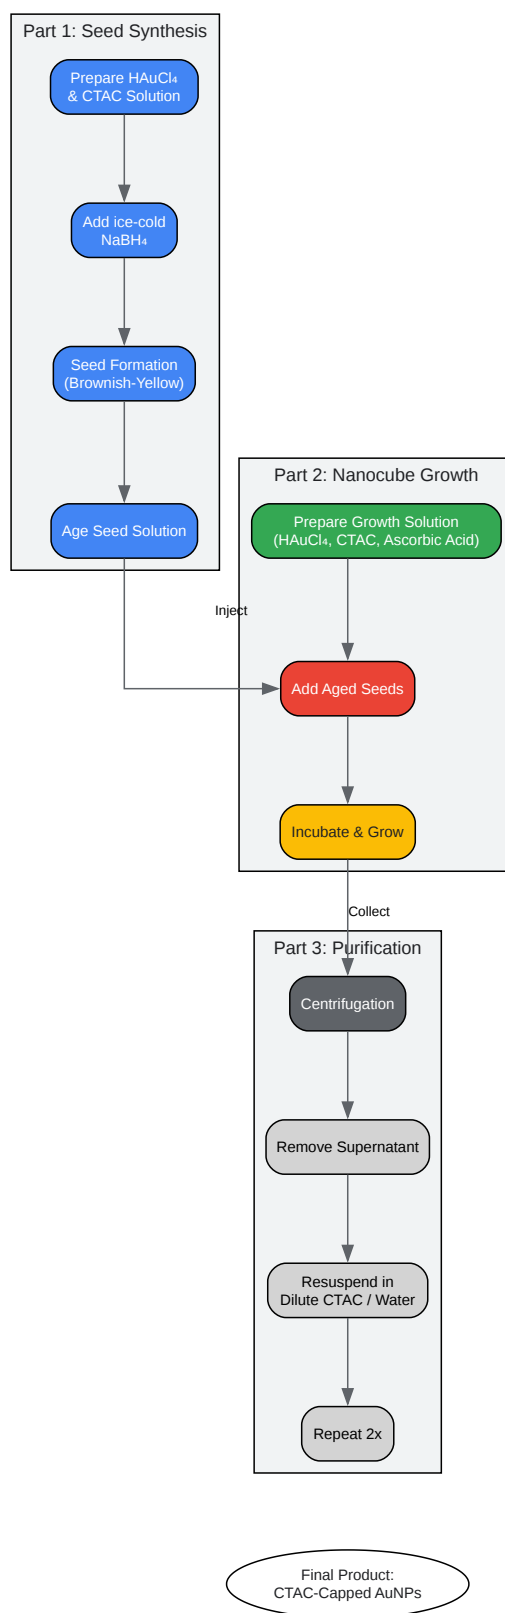 Part 1: Seed Synthesis
Prepare HAuCl₄
& CTAC Solution
Add ice-cold
NaBH₄
Seed Formation
(Brownish-Yellow)
Age Seed Solution
Part 2: Nanocube Growth
Prepare Growth Solution
(HAuCl₄, CTAC, Ascorbic Acid)
Inject
Add Aged Seeds
Incubate & Grow
Collect
Part 3: Purification
Centrifugation
Remove Supernatant
Resuspend in
Dilute CTAC / Water
Repeat 2x
Final Product:
CTAC-Capped AuNPs